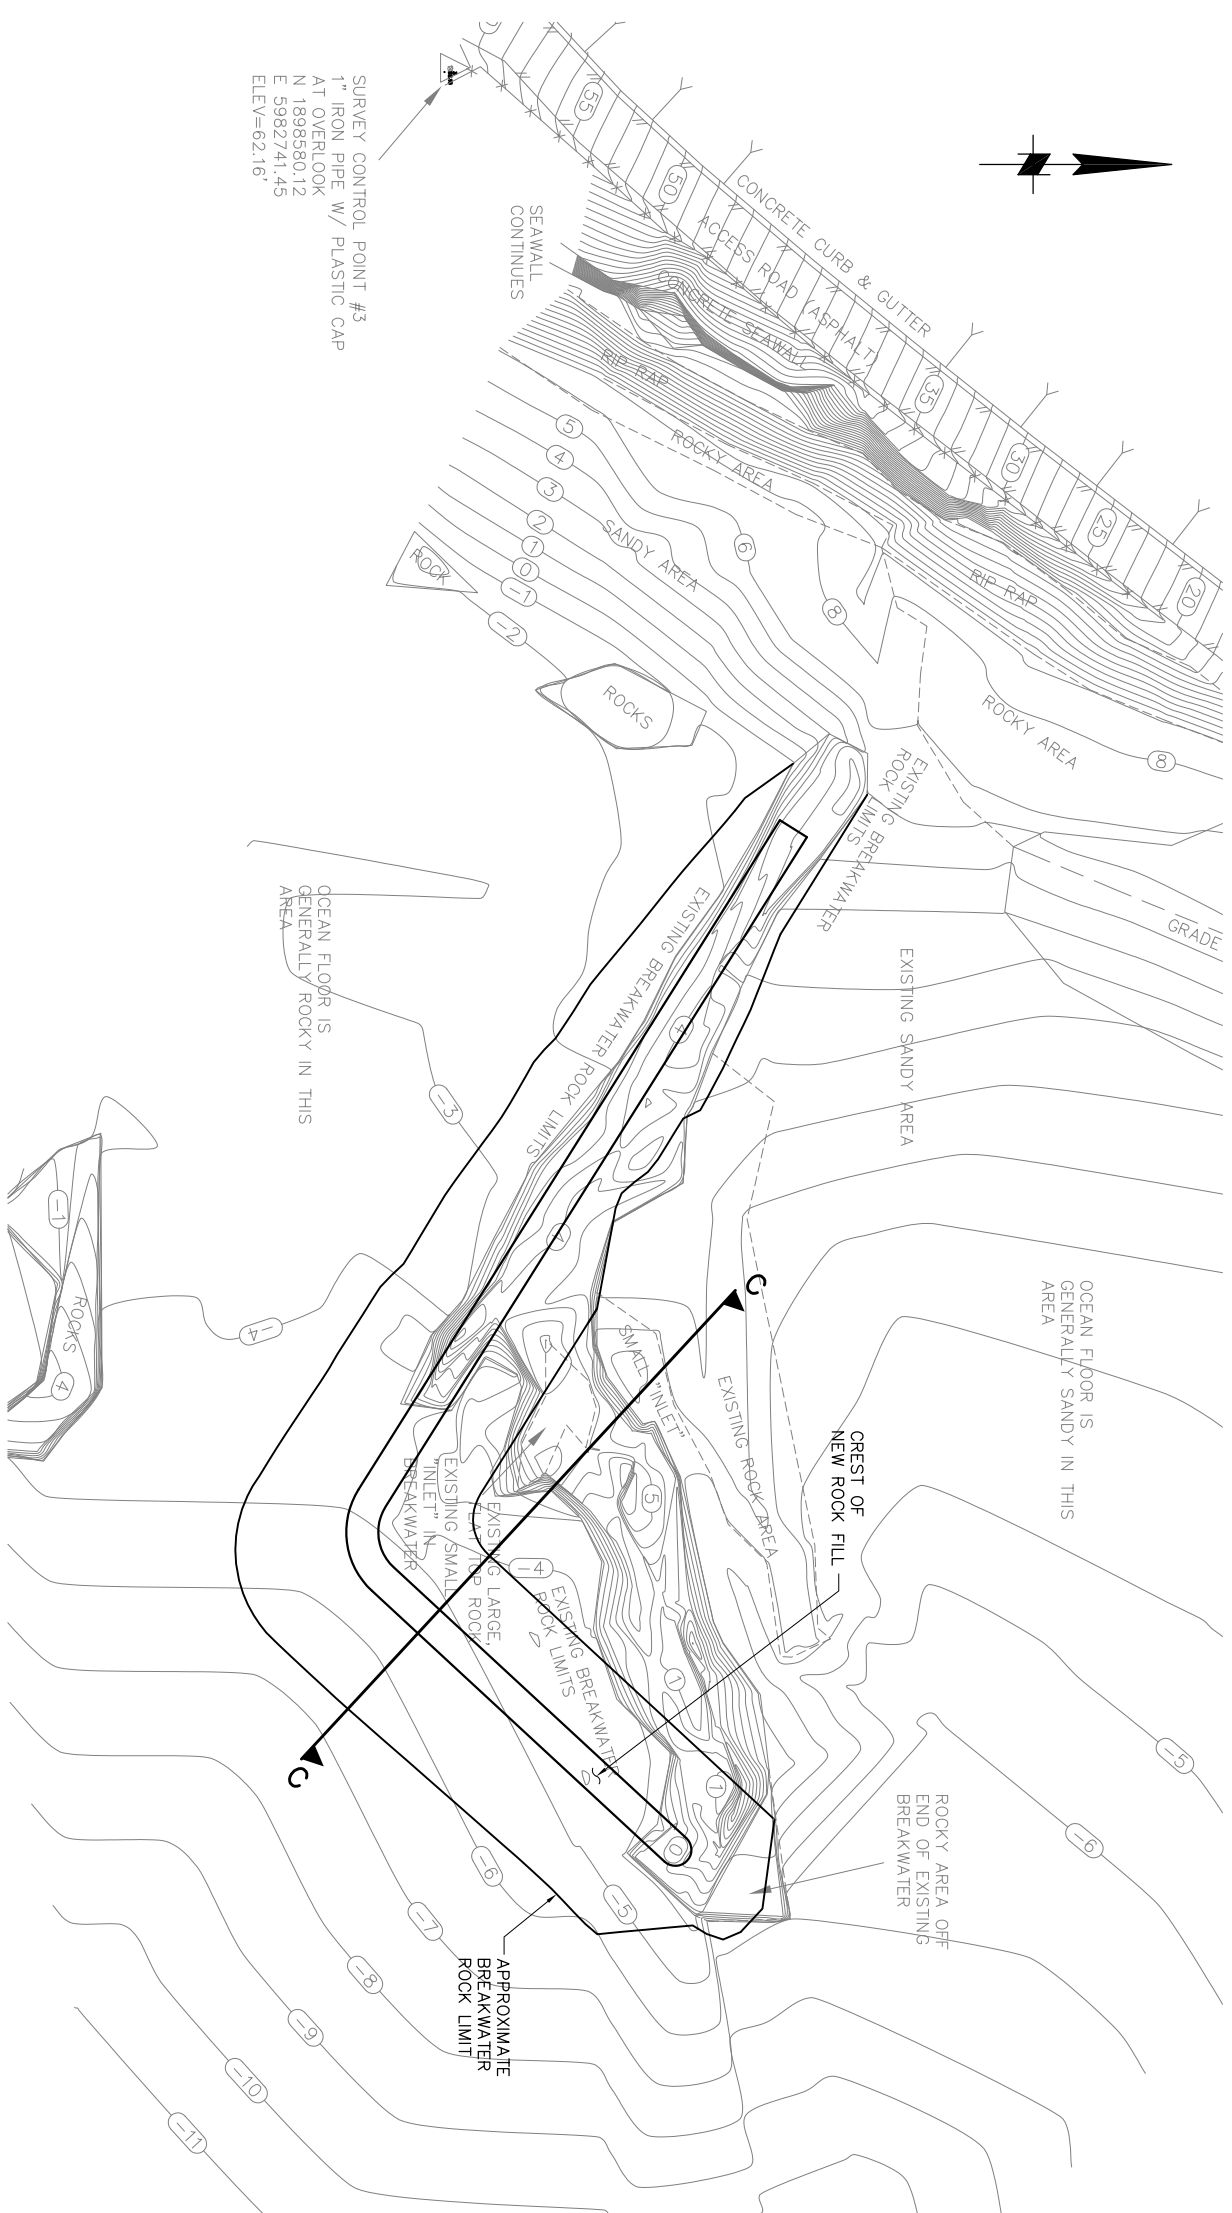 SURVEY CONTROL POINT #3
1" IRON PIPE W/ PLASTIC CAP
AT OVERLOOK
N 1898580.12
E 5982741.45
ELEV=62.16'
SEAWALL
CONTINUES
CONCRETE CURB & GUTTER
ACCESS ROAD (ASPHALT)
CONCRETE SEAWALL
RIP RAP
ROCKY AREA
SANDY AREA
RIP RAP
ROCKY AREA
55
50
35
30
25
20
5
4
3
2
1
0
-1
-2
6
8
8
ROCK
ROCKS
GRADE
EXISTING BREAKWATER
ROCK LIMITS
EXISTING BREAKWATER ROCK LIMITS
EXISTING SANDY AREA
OCEAN FLOOR IS
GENERALLY ROCKY IN THIS
AREA
OCEAN FLOOR IS
GENERALLY SANDY IN THIS
AREA
4
-3
-4
-1
ROCKS
4
C
SMALL "INLET"
EXISTING ROCK AREA
CREST OF
NEW ROCK FILL
5
EXISTING LARGE,
FLAT TOP ROCK
EXISTING SMALL
"INLET" IN
BREAKWATER
-4
EXISTING BREAKWATER
ROCK LIMITS
1
1
0
C
ROCKY AREA OFF
END OF EXISTING
BREAKWATER
APPROXIMATE
BREAKWATER
ROCK LIMIT
-5
-6
-5
-6
-7
-8
-9
-10
-11